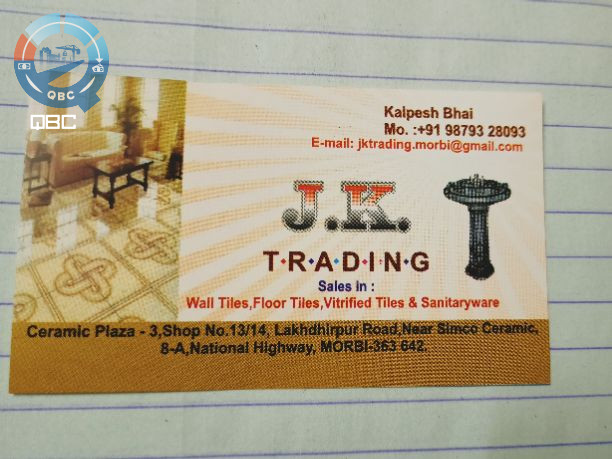 QBC
QBC
Kalpesh Bhai
Mo. :+91 98793 28093
E-mail: jktrading.morbi@gmail.com
J.K.
T·R·A·D·I·N·G
Sales in :
Wall Tiles,Floor Tiles,Vitrified Tiles & Sanitaryware
Ceramic Plaza - 3,Shop No.13/14, Lakhdhirpur Road,Near Simco Ceramic,
8-A,National Highway, MORBI-363 642.